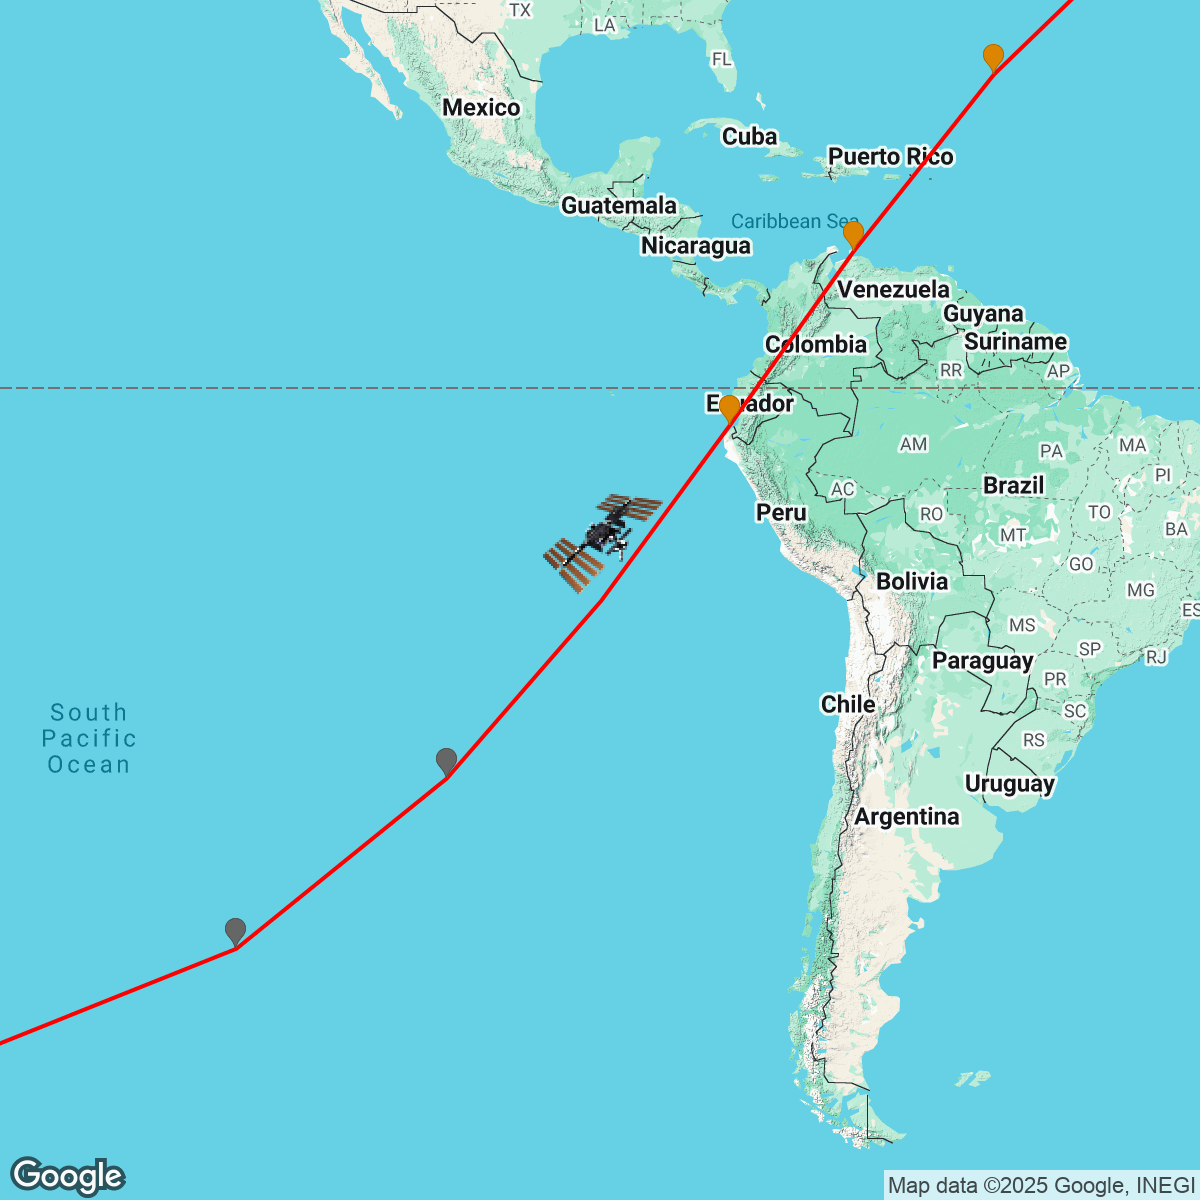 TX
LA
FL
Mexico
Cuba
Puerto Rico
Guatemala
Caribbean Sea
Nicaragua
Venezuela
Guyana
Suriname
Colombia
RR
AP
Ecuador
AM
PA
MA
PI
Brazil
AC
Peru
RO
TO
MT
BA
GO
Bolivia
MG
ES
MS
SP
RJ
Paraguay
PR
Chile
SC
South
Pacific
Ocean
RS
Uruguay
Argentina
Google
Map data ©2025 Google, INEGI